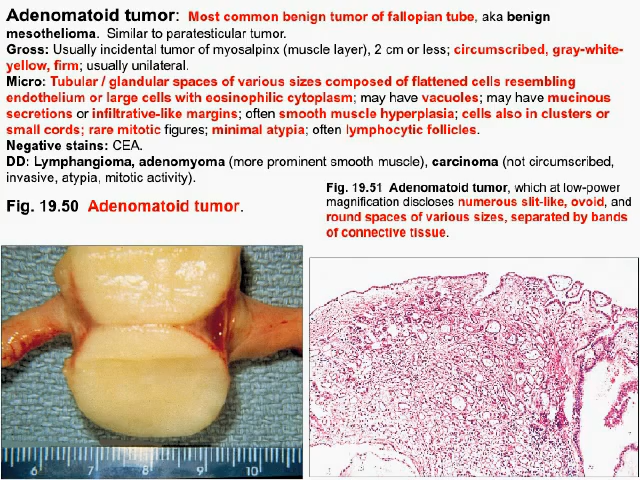 Adenomatoid tumor: Most common benign tumor of fallopian tube, aka benign
mesothelioma. Similar to paratesticular tumor.
Gross: Usually incidental tumor of myosalpinx (muscle layer), 2 cm or less; circumscribed, gray-white-
yellow, firm; usually unilateral.
Micro: Tubular / glandular spaces of various sizes composed of flattened cells resembling
endothelium or large cells with eosinophilic cytoplasm; may have vacuoles; may have mucinous
secretions or infiltrative-like margins; often smooth muscle hyperplasia; cells also in clusters or
small cords; rare mitotic figures; minimal atypia; often lymphocytic follicles.
Negative stains: CEA.
DD: Lymphangioma, adenomyoma (more prominent smooth muscle), carcinoma (not circumscribed,
invasive, atypia, mitotic activity).
Fig. 19.50 Adenomatoid tumor.
Fig. 19.51 Adenomatoid tumor, which at low-power
magnification discloses numerous slit-like, ovoid, and
round spaces of various sizes, separated by bands
of connective tissue.
6 7 8 9 10